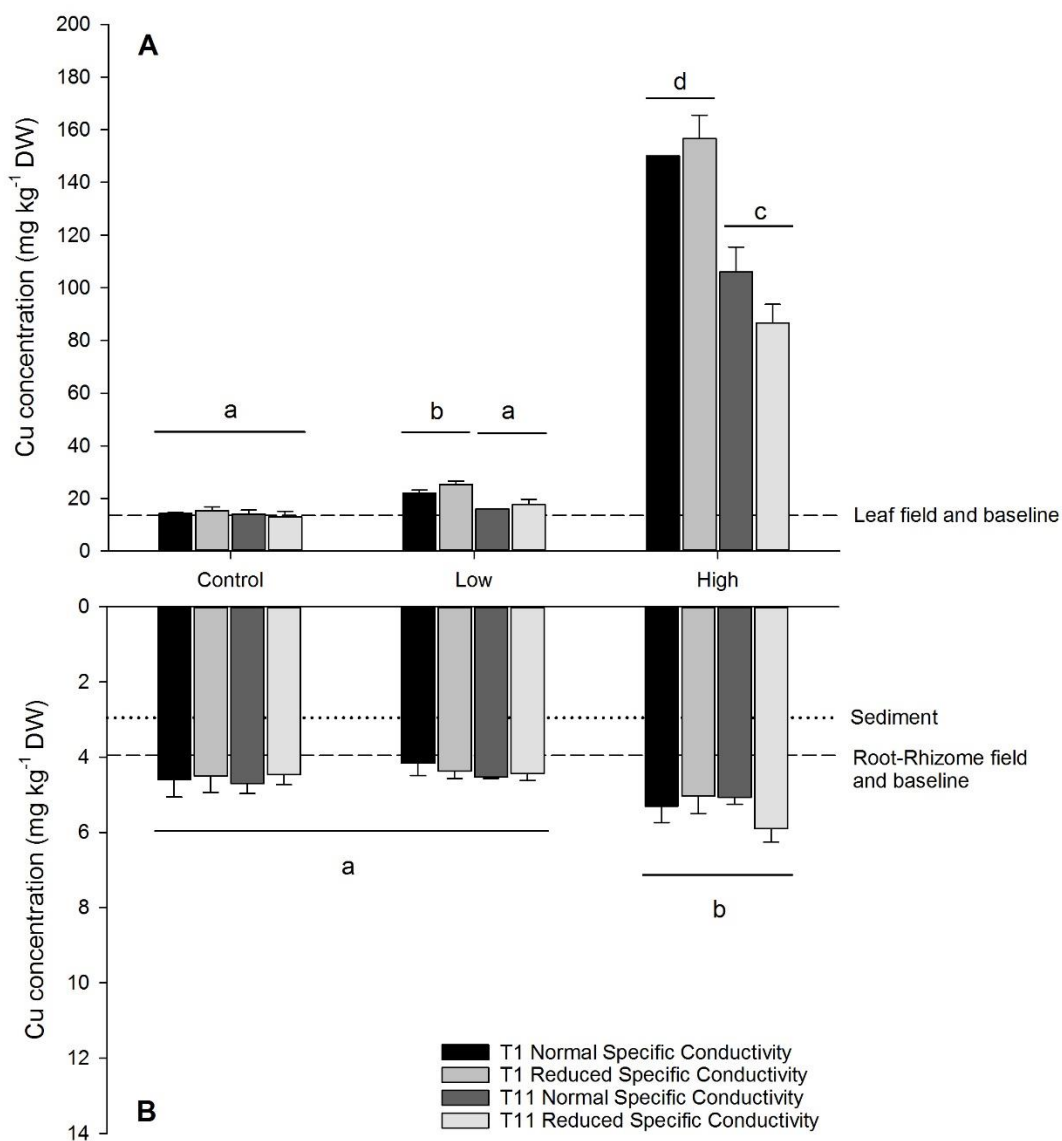 A
Cu concentration (mg kg-1 DW)
200
180
160
140
120
100
80
60
40
20
0
a
b
a
d
c
Leaf field and baseline
Control
Low
High
B
Cu concentration (mg kg-1 DW)
0
2
4
6
8
10
12
14
Sediment
Root-Rhizome field
and baseline
a
b
T1 Normal Specific Conductivity
T1 Reduced Specific Conductivity
T11 Normal Specific Conductivity
T11 Reduced Specific Conductivity